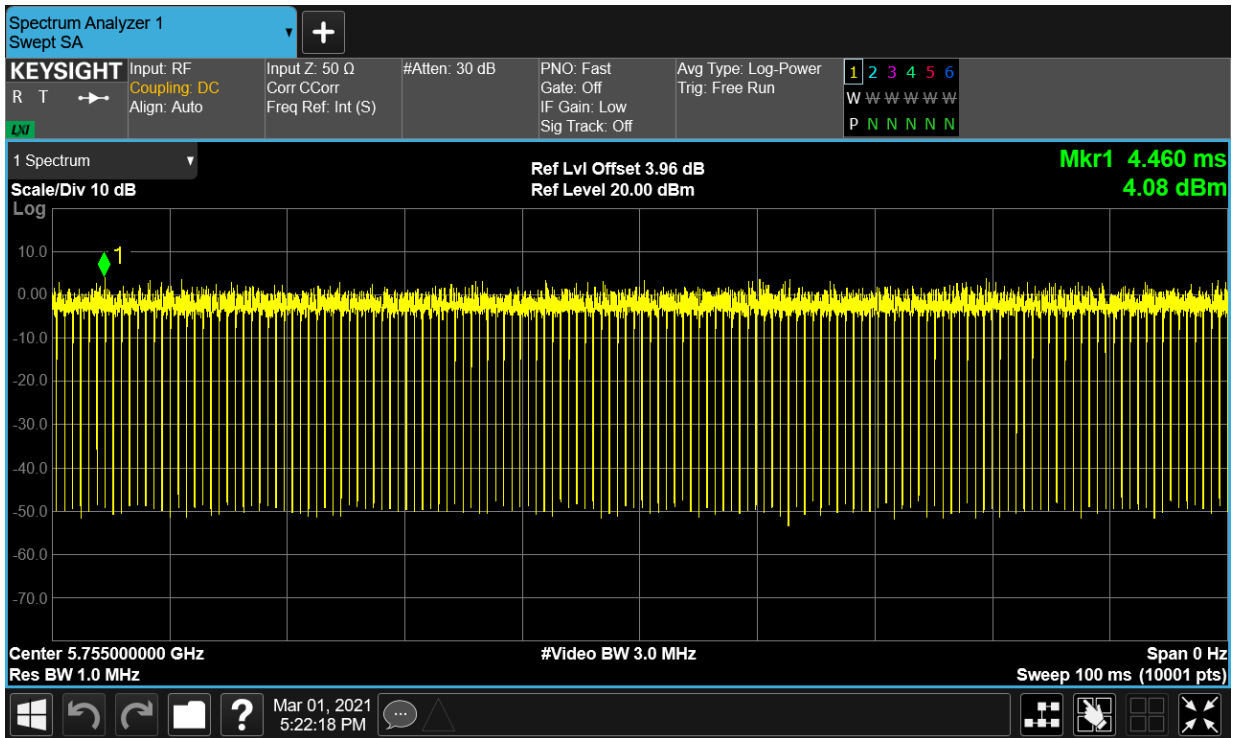 Spectrum Analyzer 1
Swept SA
KEYSIGHT
R T
LXI
Input: RF
Coupling: DC
Align: Auto
Input Z: 50 Ω
Corr CCorr
Freq Ref: Int (S)
#Atten: 30 dB
PNO: Fast
Gate: Off
IF Gain: Low
Sig Track: Off
Avg Type: Log-Power
Trig: Free Run
1 2 3 4 5 6
W W W W W W
P N N N N N
1 Spectrum
Scale/Div 10 dB
Log
Ref Lvl Offset 3.96 dB
Ref Level 20.00 dBm
Mkr1 4.460 ms
4.08 dBm
1
10.0
0.00
-10.0
-20.0
-30.0
-40.0
-50.0
-60.0
-70.0
Center 5.755000000 GHz
Res BW 1.0 MHz
#Video BW 3.0 MHz
Span 0 Hz
Sweep 100 ms (10001 pts)
?
Mar 01, 2021
5:22:18 PM